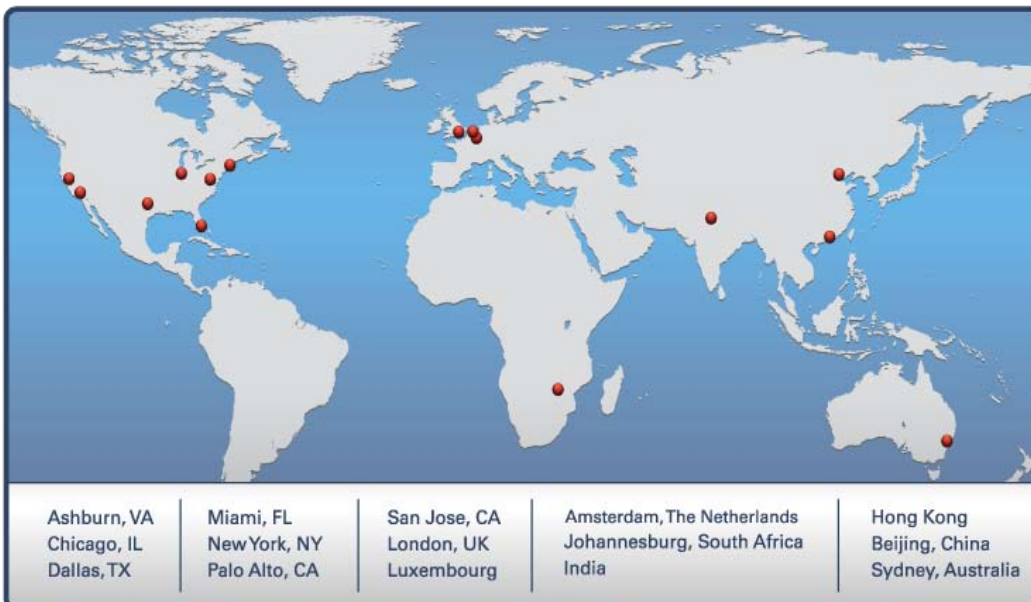 Ashburn, VA
Chicago, IL
Dallas, TX
Miami, FL
New York, NY
Palo Alto, CA
San Jose, CA
London, UK
Luxembourg
Amsterdam, The Netherlands
Johannesburg, South Africa
India
Hong Kong
Beijing, China
Sydney, Australia